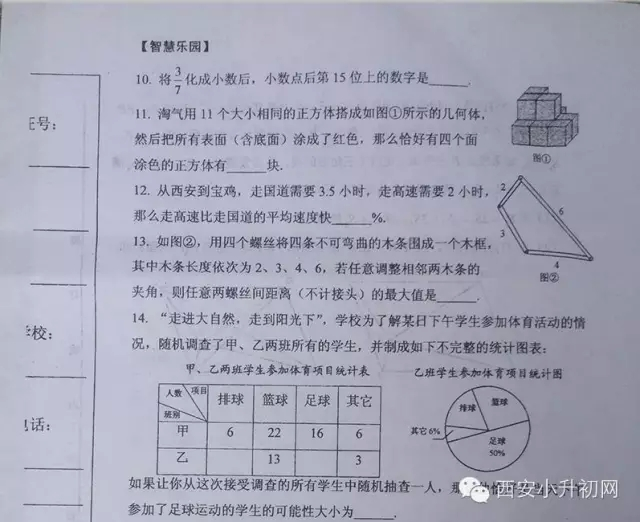 【智慧乐园】
10. 将3/7化成小数后，小数点后第15位上的数字是______.
11. 淘气用11个大小相同的正方体搭成如图①所示的几何体，
然后把所有表面（含底面）涂成了红色，那么恰好有四个面
涂色的正方体有______块.
图①
12. 从西安到宝鸡，走国道需要3.5小时，走高速需要2小时，
那么走高速比走国道的平均速度快______%.
13. 如图②，用四个螺丝将四条不可弯曲的木条围成一个木框，
其中木条长度依次为2、3、4、6，若任意调整相邻两木条的
夹角，则任意两螺丝间距离（不计接头）的最大值是______.
2
6
3
4
图②
14. “走进大自然，走到阳光下”，学校为了解某日下午学生参加体育活动的情
况，随机调查了甲、乙两班所有的学生，并制成如下不完整的统计图表：
甲、乙两班学生参加体育项目统计表
乙班学生参加体育项目统计图
人数 项目 班别 排球 篮球 足球 其它
甲 6 22 16 6
乙 13 3
排球
篮球
其它6%
足球
50%
如果让你从这次接受调查的所有学生中随机抽查一人，那
参加了足球运动的学生的可能性大小为______.
证号：
学校：
电话：
西安小升初网